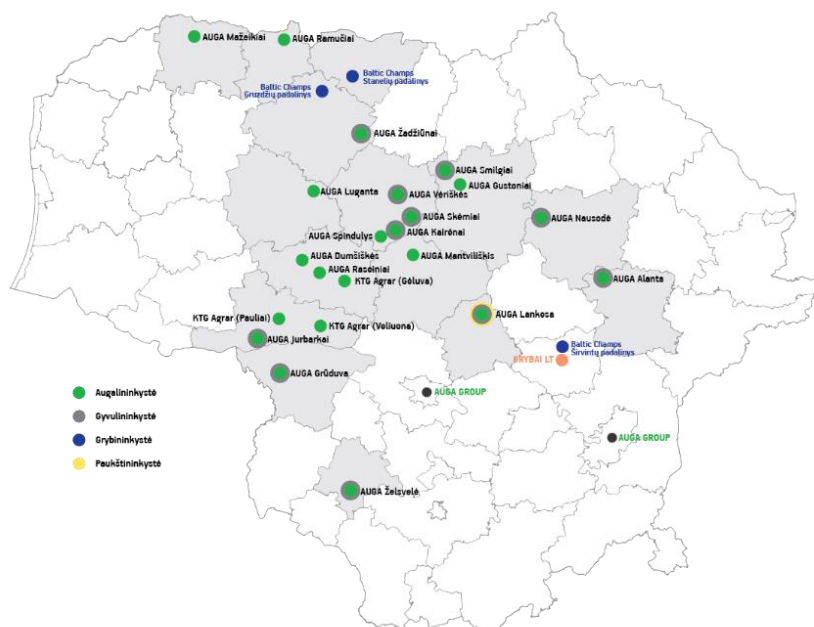 AUGA Mažeikiai
AUGA Ramučiai
Baltic Champs
Stanelių padalinys
Baltic Champs
Gruzdžių padalinys
AUGA Žadžiūnai
AUGA Smilgiai
AUGA Gustoniai
AUGA Luganta
AUGA Vėriškės
AUGA Skėmiai
AUGA Nausodė
AUGA Spindulys
AUGA Kairėnai
AUGA Dumšiškės
AUGA Mantviliškis
AUGA Raseiniai
KTG Agrar (Gėluva)
AUGA Alanta
KTG Agrar (Pauliai)
AUGA Lankesa
KTG Agrar (Veliuona)
AUGA Jurbarkai
Baltic Champs
Širvintų padalinys
GRYBAI LT
AUGA Grūduva
AUGA GROUP
Augalininkystė
Gyvulininkystė
Grybininkystė
Paukštininkystė
AUGA GROUP
AUGA Želsvelė